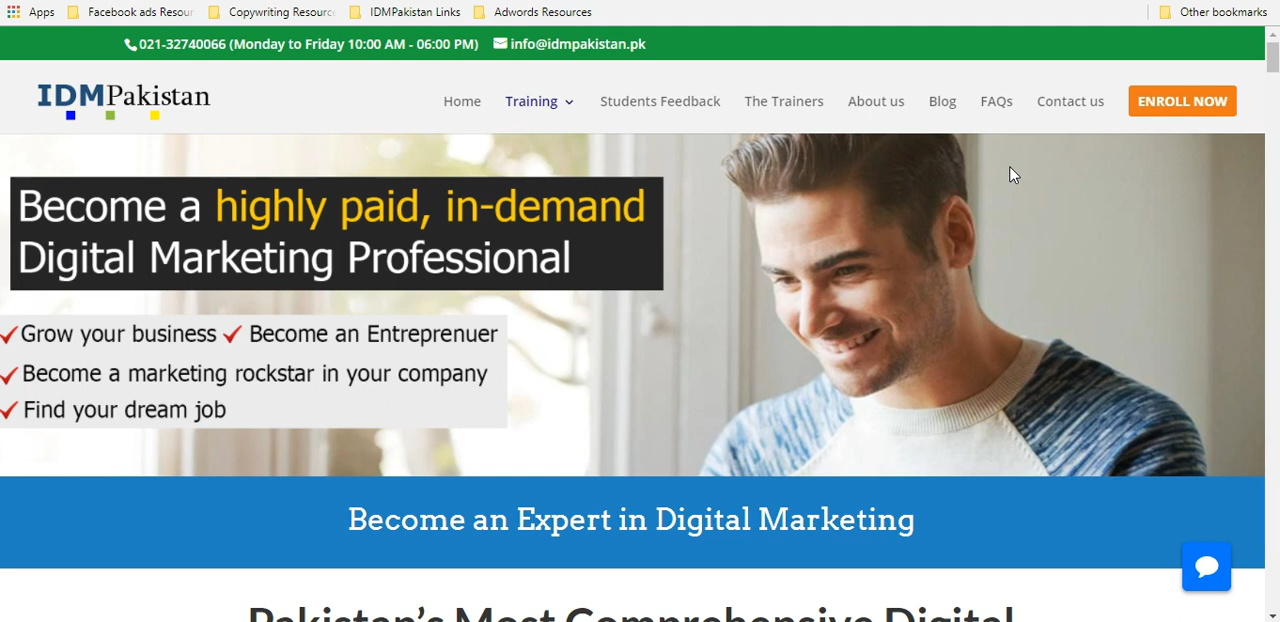 Apps Facebook ads Resour Copywriting Resourc IDMPakistan Links Adwords Resources Other bookmarks
021-32740066 (Monday to Friday 10:00 AM - 06:00 PM) info@idmpakistan.pk
IDMPakistan
Home Training Students Feedback The Trainers About us Blog FAQs Contact us ENROLL NOW
Become a highly paid, in-demand
Digital Marketing Professional
Grow your business Become an Entreprenuer
Become a marketing rockstar in your company
Find your dream job
Become an Expert in Digital Marketing
Pakistan's Most Comprehensive Digital